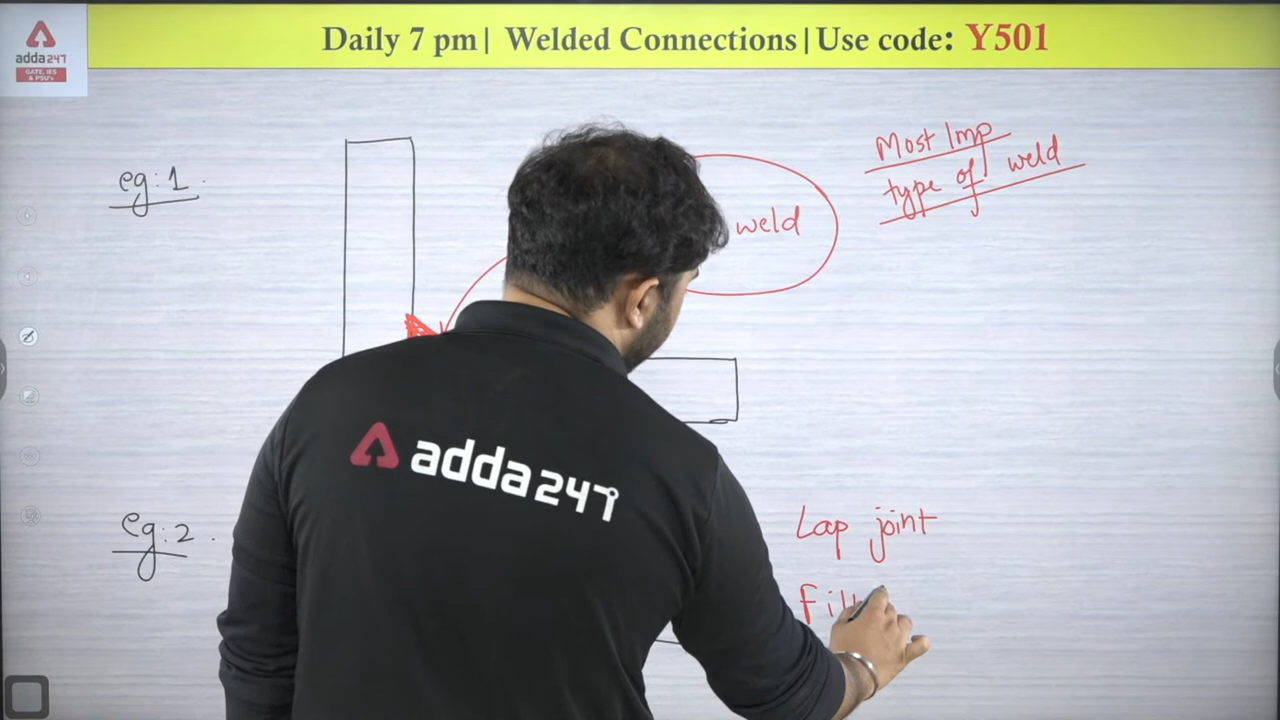 Daily 7 pm| Welded Connections|Use code: Y501
adda247
GATE, IES
& PSU's
eg:1.
weld
Most Imp
type of weld
adda247
eg:2.
Lap joint